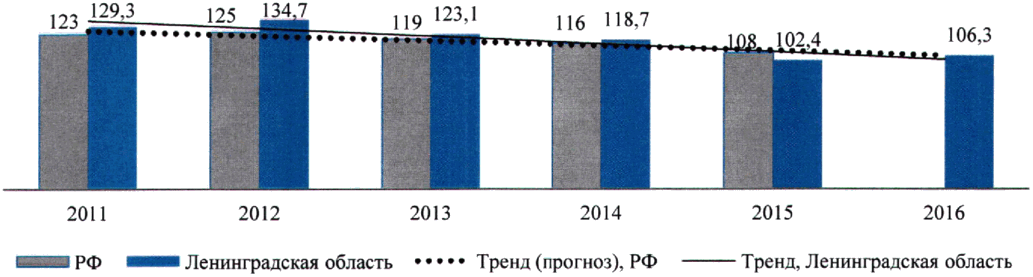 123 129,3 125 134,7 119 123,1 116 118,7 108 102,4 106,3
2011 2012 2013 2014 2015 2016
РФ Ленинградская область Тренд (прогноз), РФ Тренд, Ленинградская область